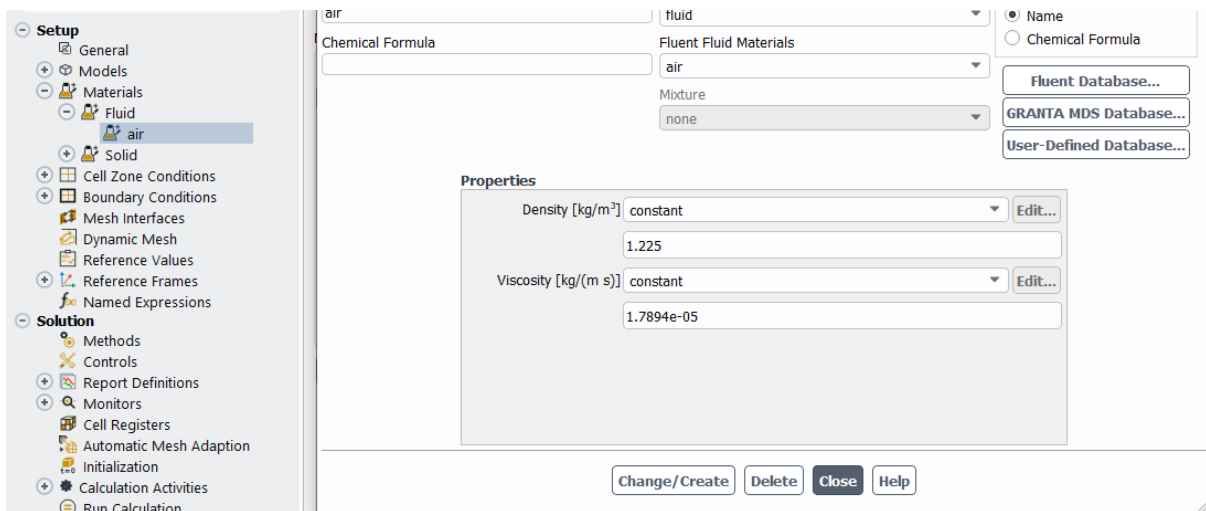 Setup
General
Models
Materials
Fluid
air
Solid
Cell Zone Conditions
Boundary Conditions
Mesh Interfaces
Dynamic Mesh
Reference Values
Reference Frames
Named Expressions
Solution
Methods
Controls
Report Definitions
Monitors
Cell Registers
Automatic Mesh Adaption
Initialization
Calculation Activities
Run Calculation
air
fluid
Name
Chemical Formula
Chemical Formula
Fluent Fluid Materials
air
Mixture
none
Fluent Database...
GRANTA MDS Database...
User-Defined Database...
Properties
Density [kg/m³] constant Edit...
1.225
Viscosity [kg/(m s)] constant Edit...
1.7894e-05
Change/Create Delete Close Help